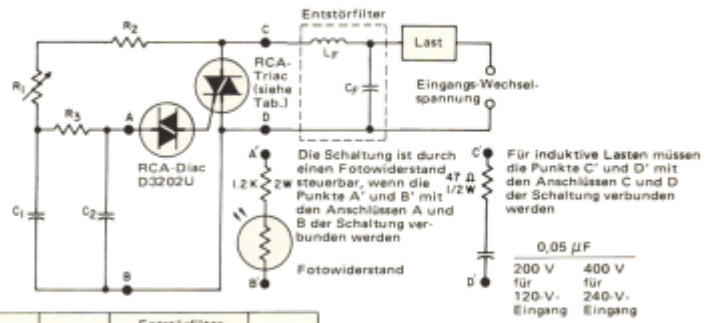 Entstörfilter
R2
C
LF
Last
RCA-
Triac
(siehe
Tab.)
CF
Eingangs-Wechsel-
spannung
R1
R3
A
D
RCA-Diac
D3202U
C1
C2
B
A'
1.2 K
2W
B'
Die Schaltung ist durch
einen Fotowiderstand
steuerbar, wenn die
Punkte A' und B' mit
den Anschlüssen A und
B der Schaltung ver-
bunden werden
Fotowiderstand
C'
47 Ω
1/2 W
D'
Für induktive Lasten müssen
die Punkte C' und D' mit
den Anschlüssen C und D
der Schaltung verbunden
werden
0,05 µF
200 V 400 V
für für
120-V- 240-V-
Eingang Eingang
Entstörfilter